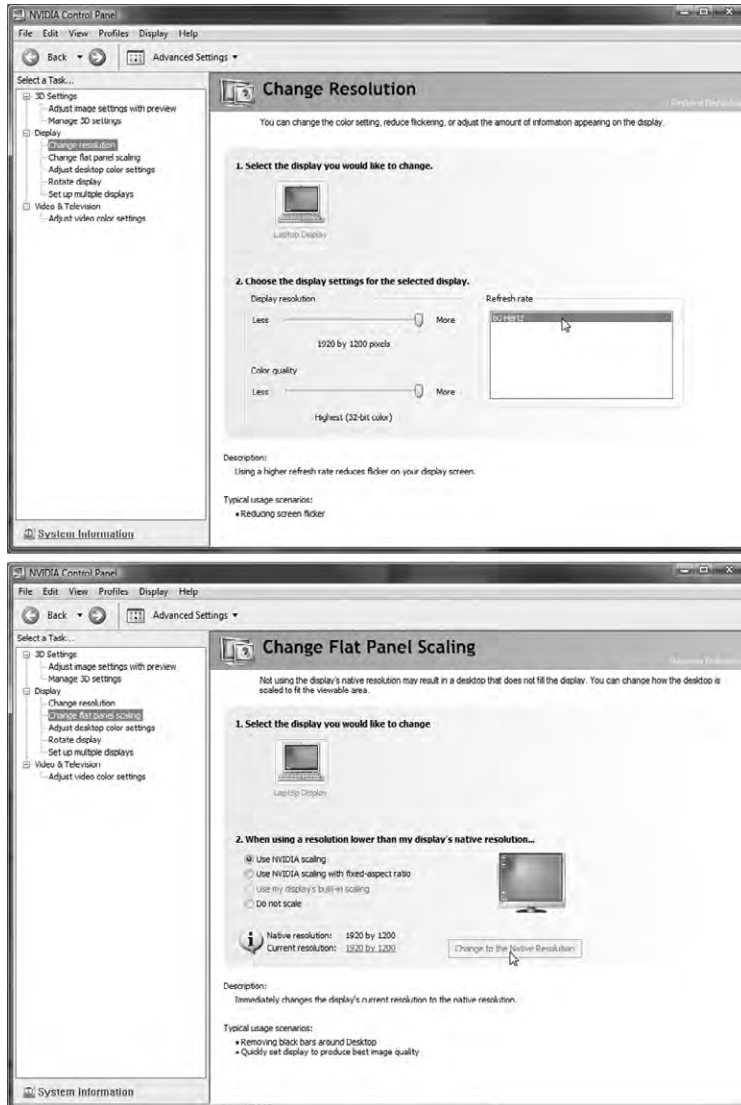 NVIDIA Control Panel
File Edit View Profiles Display Help
Back Advanced Settings
Select a Task...
3D Settings
Adjust image settings with preview
Manage 3D settings
Display
Change resolution
Change flat panel scaling
Adjust desktop color settings
Rotate display
Set up multiple displays
Video & Television
Adjust video color settings
System Information
Change Resolution
You can change the color setting, reduce flickering, or adjust the amount of information appearing on the display.
1. Select the display you would like to change.
Laptop Display
2. Choose the display settings for the selected display.
Display resolution
Less More
1920 by 1200 pixels
Color quality
Less More
Highest (32-bit color)
Refresh rate
60 Hertz
Description:
Using a higher refresh rate reduces flicker on your display screen.
Typical usage scenarios:
• Reducing screen flicker
NVIDIA Control Panel
File Edit View Profiles Display Help
Back Advanced Settings
Select a Task...
3D Settings
Adjust image settings with preview
Manage 3D settings
Display
Change resolution
Change flat panel scaling
Adjust desktop color settings
Rotate display
Set up multiple displays
Video & Television
Adjust video color settings
System Information
Change Flat Panel Scaling
Not using the display's native resolution may result in a desktop that does not fill the display. You can change how the desktop is
scaled to fit the viewable area.
1. Select the display you would like to change
Laptop Display
2. When using a resolution lower than my display's native resolution...
Use NVIDIA scaling
Use NVIDIA scaling with fixed-aspect ratio
Use my display's built-in scaling
Do not scale
Native resolution: 1920 by 1200
Current resolution: 1920 by 1200
Change to the Native Resolution
Description:
Immediately changes the display's current resolution to the native resolution.
Typical usage scenarios:
• Removing black bars around Desktop
• Quickly set display to produce best image quality